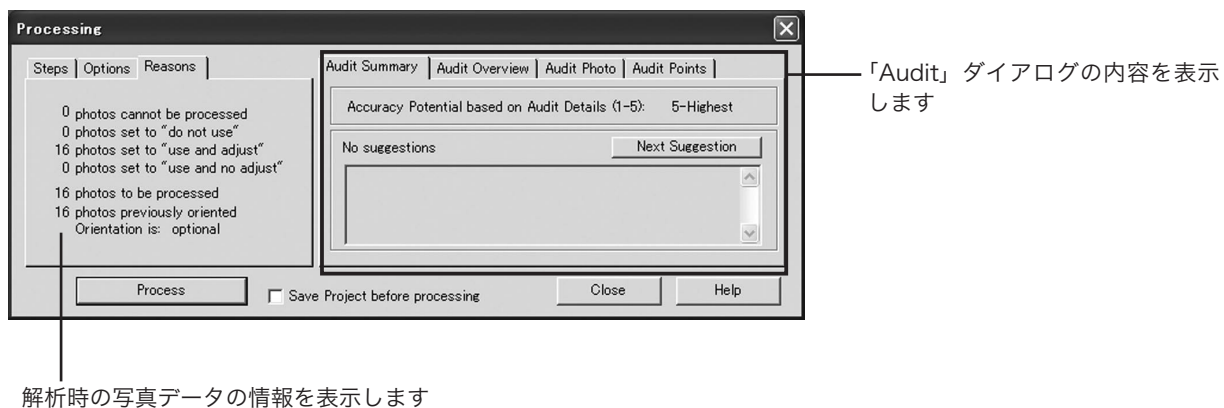 Processing
Steps Options Reasons
0 photos cannot be processed
0 photos set to "do not use"
16 photos set to "use and adjust"
0 photos set to "use and no adjust"
16 photos to be processed
16 photos previously oriented
Orientation is: optional
Audit Summary Audit Overview Audit Photo Audit Points
Accuracy Potential based on Audit Details (1-5): 5-Highest
No suggestions Next Suggestion
Process Save Project before processing Close Help
「Audit」ダイアログの内容を表示
します
解析時の写真データの情報を表示します